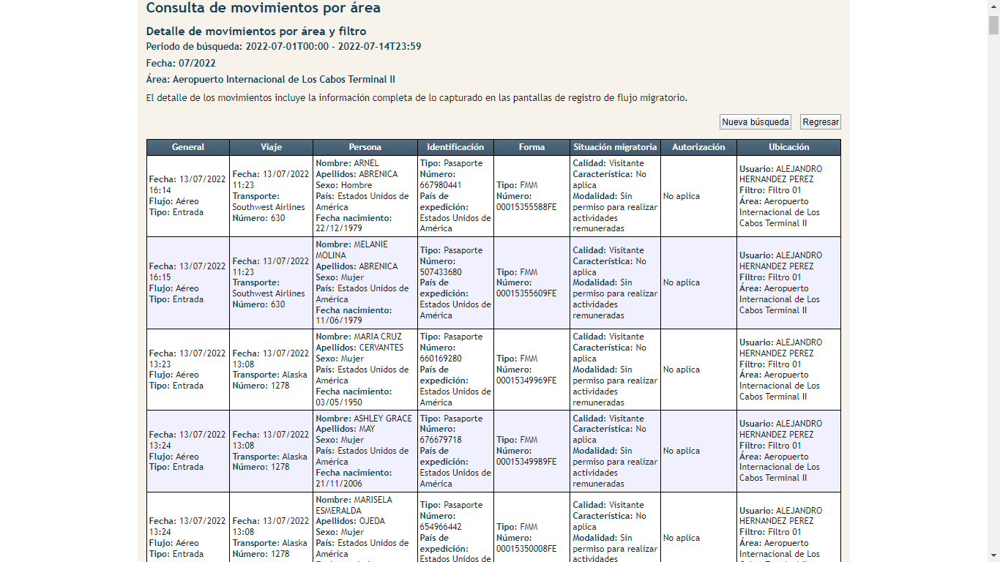 Consulta de movimientos por área
Detalle de movimientos por área y filtro
Periodo de búsqueda: 2022-07-01T00:00 - 2022-07-14T23:59
Fecha: 07/2022
Área: Aeropuerto Internacional de Los Cabos Terminal II
El detalle de los movimientos incluye la información completa de lo capturado en las pantallas de registro de flujo migratorio.
Nueva búsqueda Regresar
General Viaje Persona Identificación Forma Situación migratoria Autorización Ubicación
Fecha: 13/07/2022
16:14
Flujo: Aéreo
Tipo: Entrada
Fecha: 13/07/2022
11:23
Transporte:
Southwest Airlines
Número: 630
Nombre: ARNEL
Apellidos: ABRENICA
Sexo: Hombre
País: Estados Unidos de
América
Fecha nacimiento:
22/12/1979
Tipo: Pasaporte
Número:
667980441
País de
expedición:
Estados Unidos de
América
Tipo: FMM
Número:
00015355588FE
Calidad: Visitante
Característica: No
aplica
Modalidad: Sin
permiso para realizar
actividades
remuneradas
No aplica
Usuario: ALEJANDRO
HERNANDEZ PEREZ
Filtro: Filtro 01
Área: Aeropuerto
Internacional de Los
Cabos Terminal II
Fecha: 13/07/2022
16:15
Flujo: Aéreo
Tipo: Entrada
Fecha: 13/07/2022
11:23
Transporte:
Southwest Airlines
Número: 630
Nombre: MELANIE
MOLINA
Apellidos: ABRENICA
Sexo: Mujer
País: Estados Unidos de
América
Fecha nacimiento:
11/06/1979
Tipo: Pasaporte
Número:
507433680
País de
expedición:
Estados Unidos de
América
Tipo: FMM
Número:
00015355609FE
Calidad: Visitante
Característica: No
aplica
Modalidad: Sin
permiso para realizar
actividades
remuneradas
No aplica
Usuario: ALEJANDRO
HERNANDEZ PEREZ
Filtro: Filtro 01
Área: Aeropuerto
Internacional de Los
Cabos Terminal II
Fecha: 13/07/2022
13:23
Flujo: Aéreo
Tipo: Entrada
Fecha: 13/07/2022
13:08
Transporte: Alaska
Número: 1278
Nombre: MARIA CRUZ
Apellidos: CERVANTES
Sexo: Mujer
País: Estados Unidos de
América
Fecha nacimiento:
03/05/1950
Tipo: Pasaporte
Número:
660169280
País de
expedición:
Estados Unidos de
América
Tipo: FMM
Número:
00015349969FE
Calidad: Visitante
Característica: No
aplica
Modalidad: Sin
permiso para realizar
actividades
remuneradas
No aplica
Usuario: ALEJANDRO
HERNANDEZ PEREZ
Filtro: Filtro 01
Área: Aeropuerto
Internacional de Los
Cabos Terminal II
Fecha: 13/07/2022
13:24
Flujo: Aéreo
Tipo: Entrada
Fecha: 13/07/2022
13:08
Transporte: Alaska
Número: 1278
Nombre: ASHLEY GRACE
Apellidos: MAY
Sexo: Mujer
País: Estados Unidos de
América
Fecha nacimiento:
21/11/2006
Tipo: Pasaporte
Número:
676679718
País de
expedición:
Estados Unidos de
América
Tipo: FMM
Número:
00015349989FE
Calidad: Visitante
Característica: No
aplica
Modalidad: Sin
permiso para realizar
actividades
remuneradas
No aplica
Usuario: ALEJANDRO
HERNANDEZ PEREZ
Filtro: Filtro 01
Área: Aeropuerto
Internacional de Los
Cabos Terminal II
Fecha: 13/07/2022
13:24
Flujo: Aéreo
Tipo: Entrada
Fecha: 13/07/2022
13:08
Transporte: Alaska
Número: 1278
Nombre: MARISELA
ESMERALDA
Apellidos: OJEDA
Sexo: Mujer
País: Estados Unidos de
América
Tipo: Pasaporte
Número:
654966442
País de
expedición:
Estados Unidos de
Tipo: FMM
Número:
00015350008FE
Calidad: Visitante
Característica: No
aplica
Modalidad: Sin
permiso para realizar
actividades
No aplica
Usuario: ALEJANDRO
HERNANDEZ PEREZ
Filtro: Filtro 01
Área: Aeropuerto
Internacional de Los
Cabos Terminal II